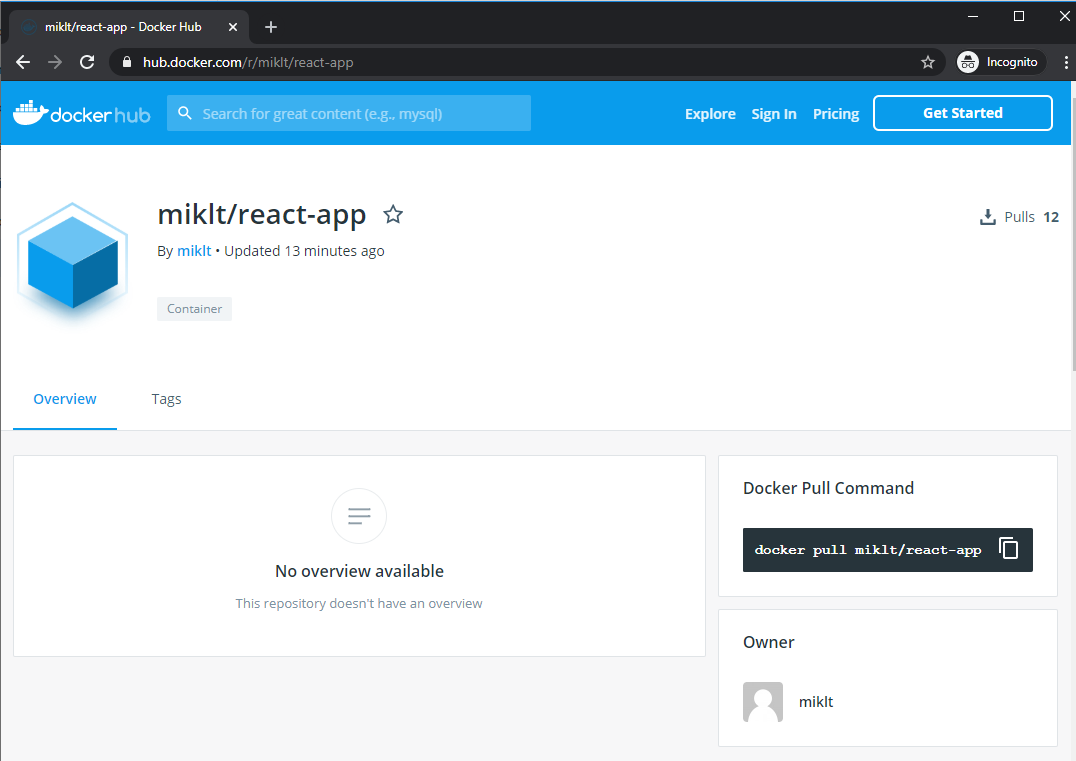 miklt/react-app - Docker Hub
hub.docker.com/r/miklt/react-app
Incognito
docker hub
Search for great content (e.g., mysql)
Explore
Sign In
Pricing
Get Started
miklt/react-app
Pulls 12
By miklt • Updated 13 minutes ago
Container
Overview
Tags
No overview available
This repository doesn't have an overview
Docker Pull Command
docker pull miklt/react-app
Owner
miklt